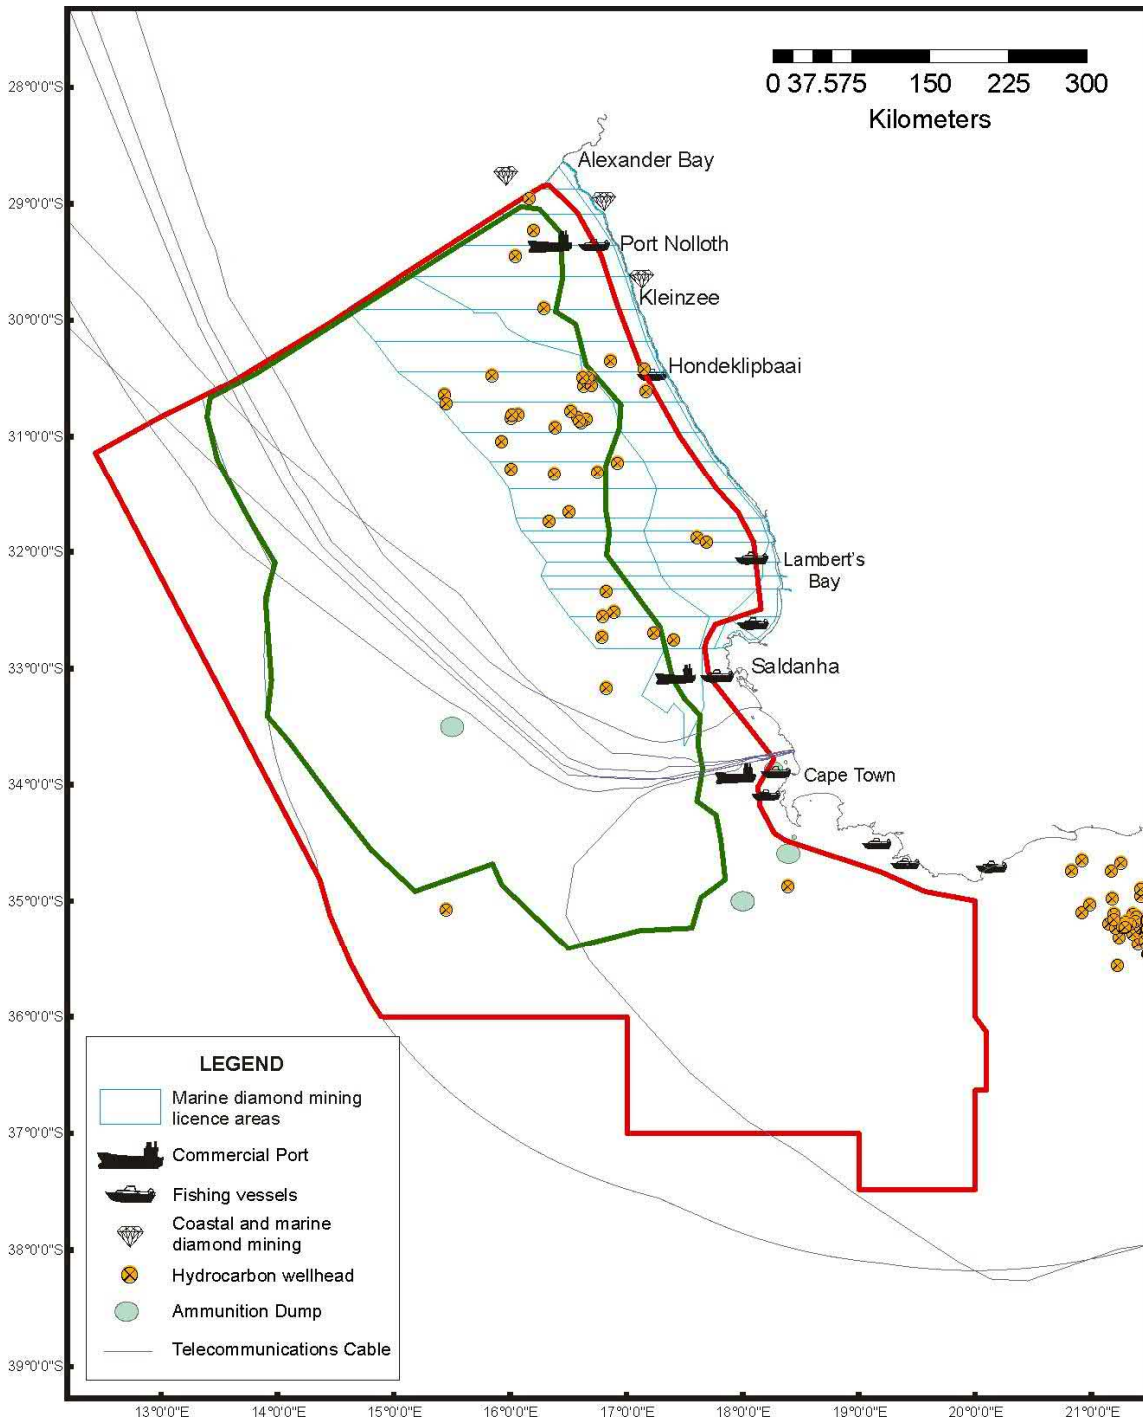 0 37.575 150 225 300
Kilometers
28°0'0"S
29°0'0"S
30°0'0"S
31°0'0"S
32°0'0"S
33°0'0"S
34°0'0"S
35°0'0"S
36°0'0"S
37°0'0"S
38°0'0"S
39°0'0"S
Alexander Bay
Port Nolloth
Kleinzee
Hondeklipbaai
Lambert's
Bay
Saldanha
Cape Town
LEGEND
Marine diamond mining
licence areas
Commercial Port
Fishing vessels
Coastal and marine
diamond mining
Hydrocarbon wellhead
Ammunition Dump
Telecommunications Cable
13°0'0"E 14°0'0"E 15°0'0"E 16°0'0"E 17°0'0"E 18°0'0"E 19°0'0"E 20°0'0"E 21°0'0"E